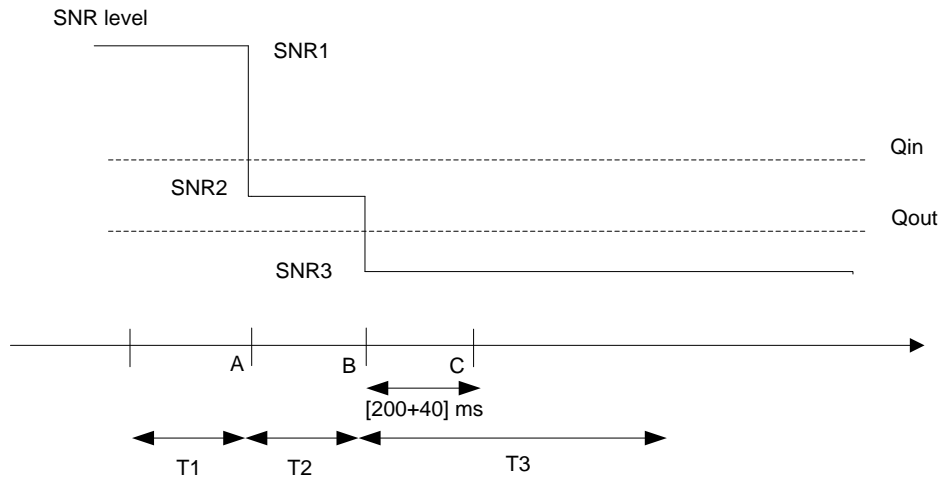 SNR level
SNR1
Qin
SNR2
Qout
SNR3
A
B
C
[200+40] ms
T1
T2
T3